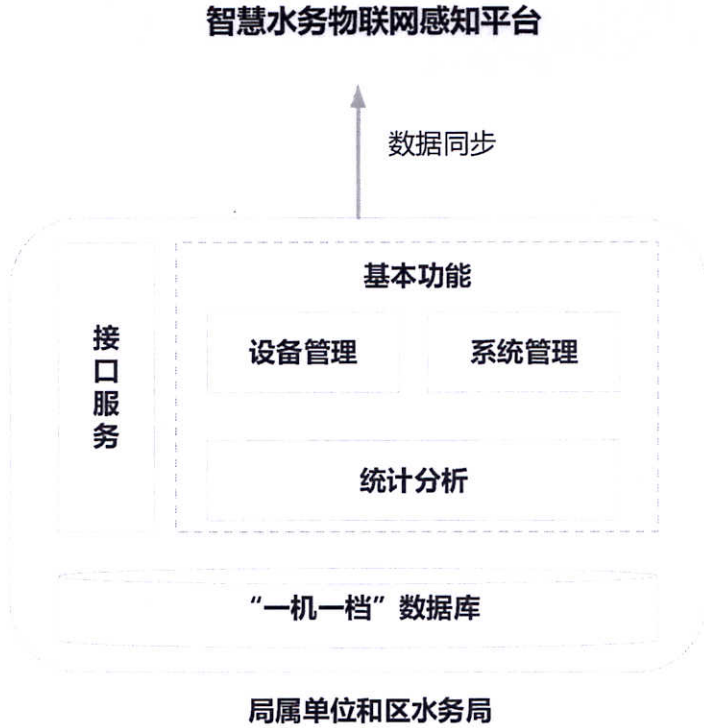 智慧水务物联网感知平台
数据同步
基本功能
接口服务
设备管理
系统管理
统计分析
“一机一档”数据库
局属单位和区水务局